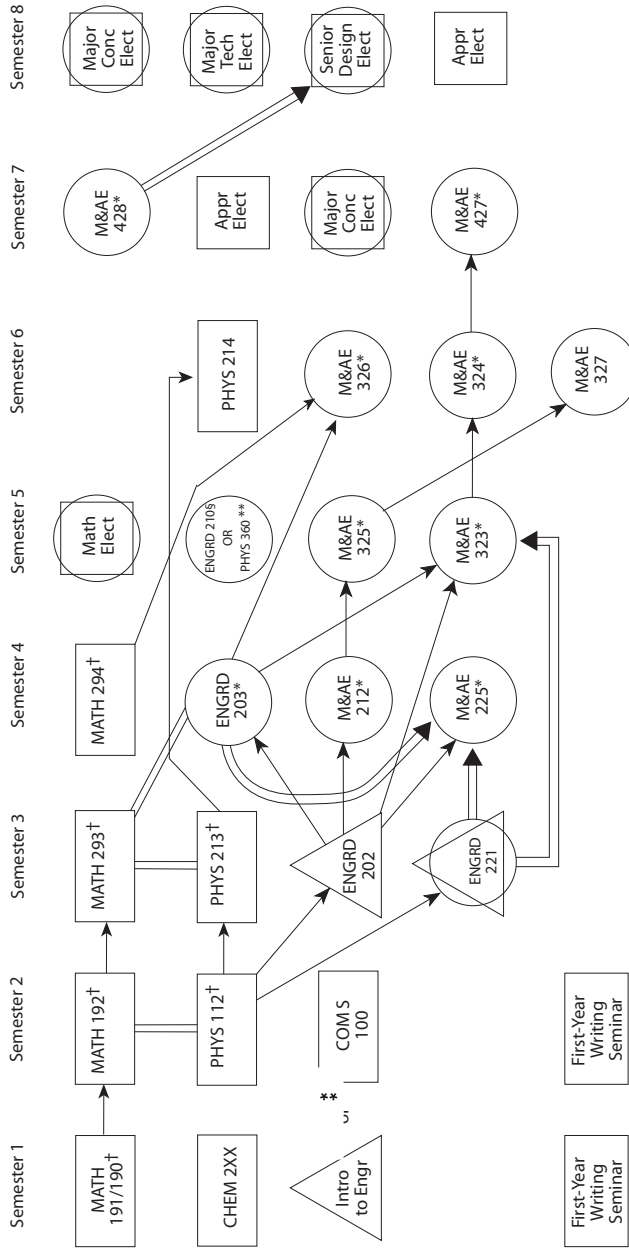 Semester 1
Semester 2
Semester 3
Semester 4
Semester 5
Semester 6
Semester 7
Semester 8
MATH
191/190†
CHEM 2XX
Intro
to Engr
First-Year
Writing
Seminar
MATH 192†
PHYS 112†
**
COM S
100
First-Year
Writing
Seminar
MATH 293†
PHYS 213†
ENGRD
202
ENGRD
221
MATH 294†
ENGRD
203*
M&AE
212*
M&AE
225*
Math
Elect
ENGRD 210§
OR
PHYS 360 **
M&AE
325*
M&AE
323*
PHYS 214
M&AE
326*
M&AE
324*
M&AE
327
M&AE
428*
Appr
Elect
Major
Conc
Elect
M&AE
427*
Major
Conc
Elect
Major
Tech
Elect
Senior
Design
Elect
Appr
Elect